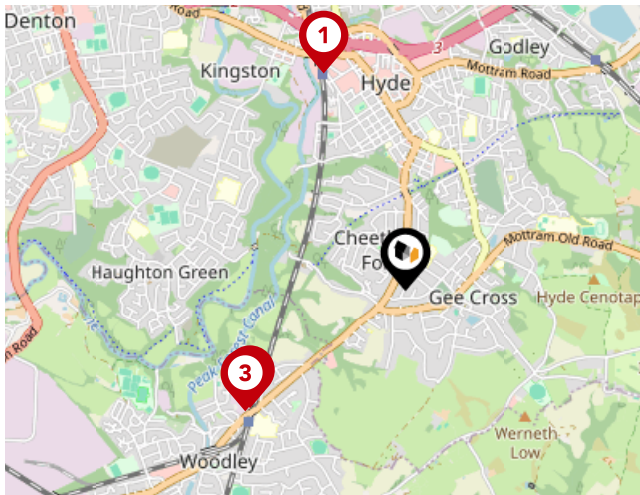 Denton
Road
1
3
Godley
Kingston
Hyde
Mottram Road
Cheet
Fo
Mottram Old Road
Haughton Green
Gee Cross
Hyde Cenotap
n Road
Peak Forest Canal
3
Werneth
Low
Woodley